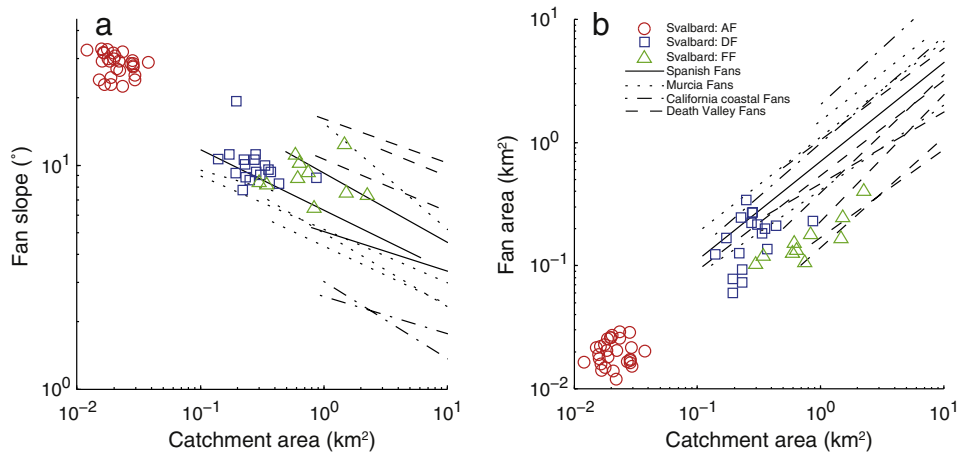 a
Fan slope (°)
10¹
10⁰
10⁻²
10⁻¹
10⁰
10¹
Catchment area (km²)
b
Svalbard: AF
Svalbard: DF
Svalbard: FF
Spanish Fans
Murcia Fans
California coastal Fans
Death Valley Fans
Fan area (km²)
10¹
10⁰
10⁻¹
10⁻²
10⁻²
10⁻¹
10⁰
10¹
Catchment area (km²)